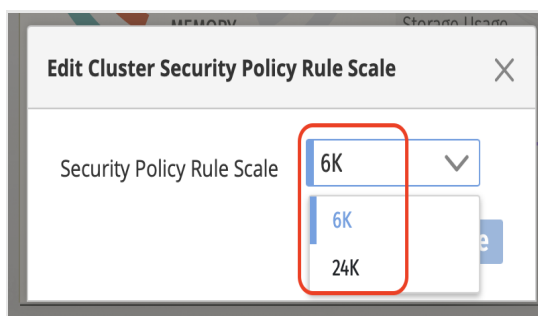 MEMORY
Storage Usage
Edit Cluster Security Policy Rule Scale
Security Policy Rule Scale
6K
6K
24K
e